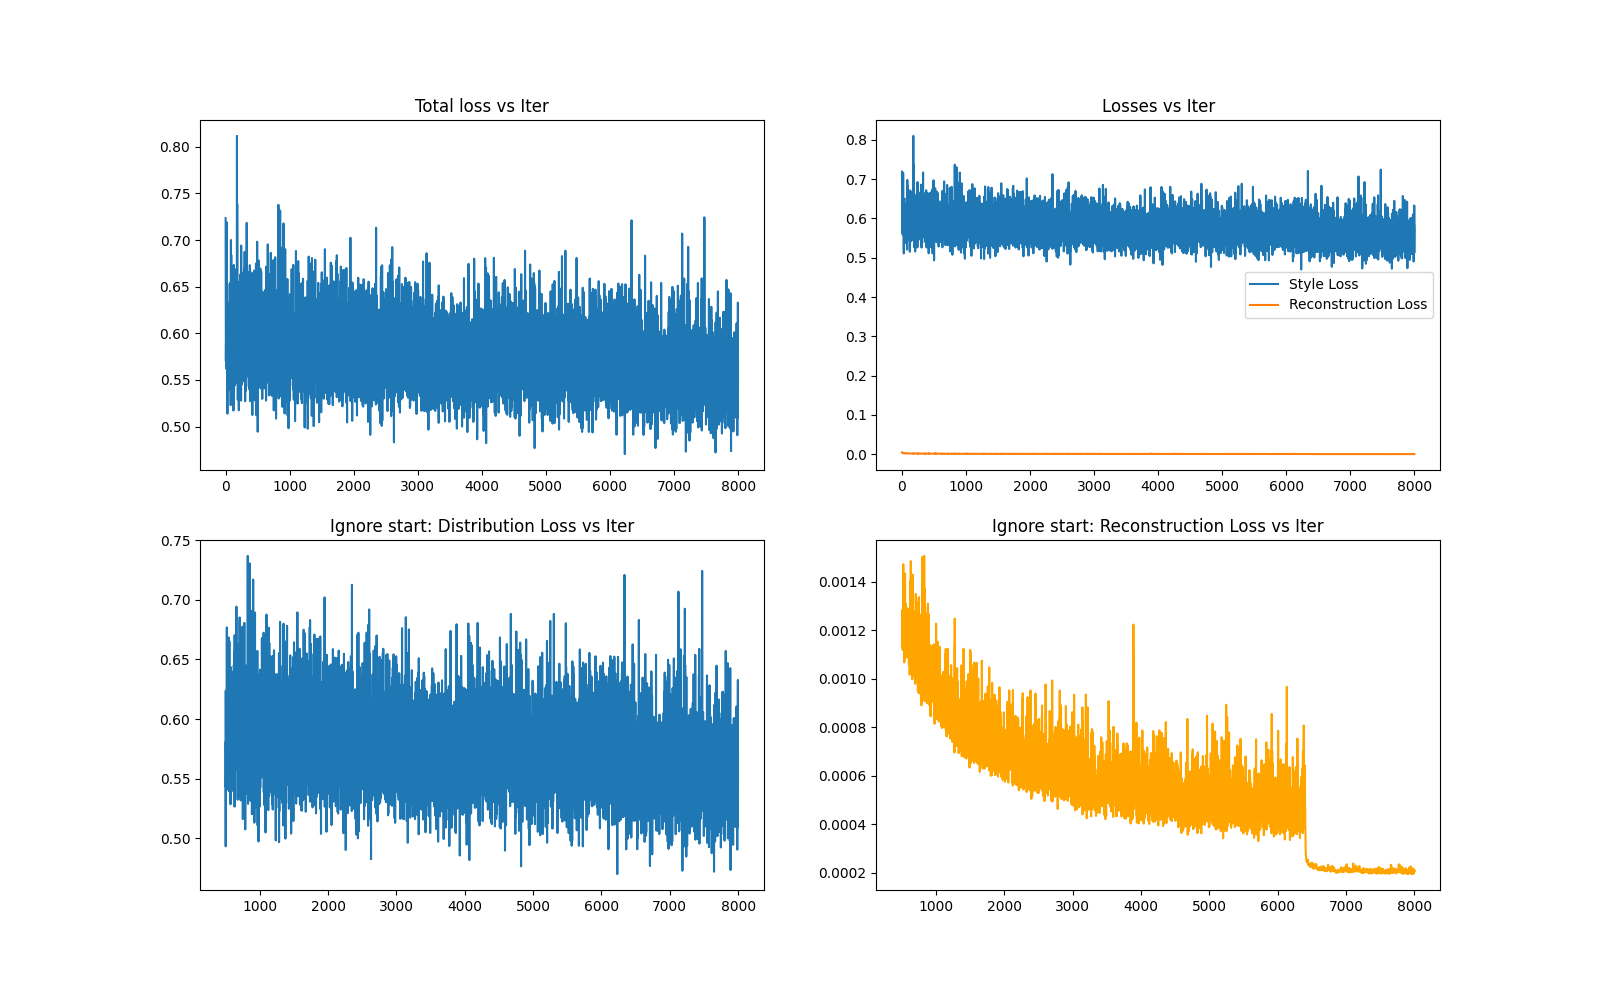 Total loss vs Iter
0.80
0.75
0.70
0.65
0.60
0.55
0.50
0 1000 2000 3000 4000 5000 6000 7000 8000
Losses vs Iter
0.8
0.7
0.6
0.5
0.4
0.3
0.2
0.1
0.0
Style Loss
Reconstruction Loss
0 1000 2000 3000 4000 5000 6000 7000 8000
Ignore start: Distribution Loss vs Iter
0.75
0.70
0.65
0.60
0.55
0.50
1000 2000 3000 4000 5000 6000 7000 8000
Ignore start: Reconstruction Loss vs Iter
0.0014
0.0012
0.0010
0.0008
0.0006
0.0004
0.0002
1000 2000 3000 4000 5000 6000 7000 8000